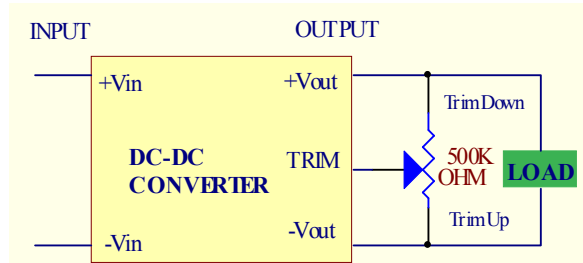 INPUT
OUTPUT
+Vin
+Vout
TrimDown
DC-DC
CONVERTER
TRIM
500K
OHM
LOAD
TrimUp
-Vin
-Vout